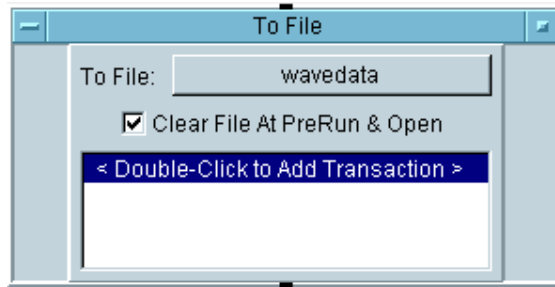 To File
To File: wavedata
Clear File At PreRun & Open
< Double-Click to Add Transaction >